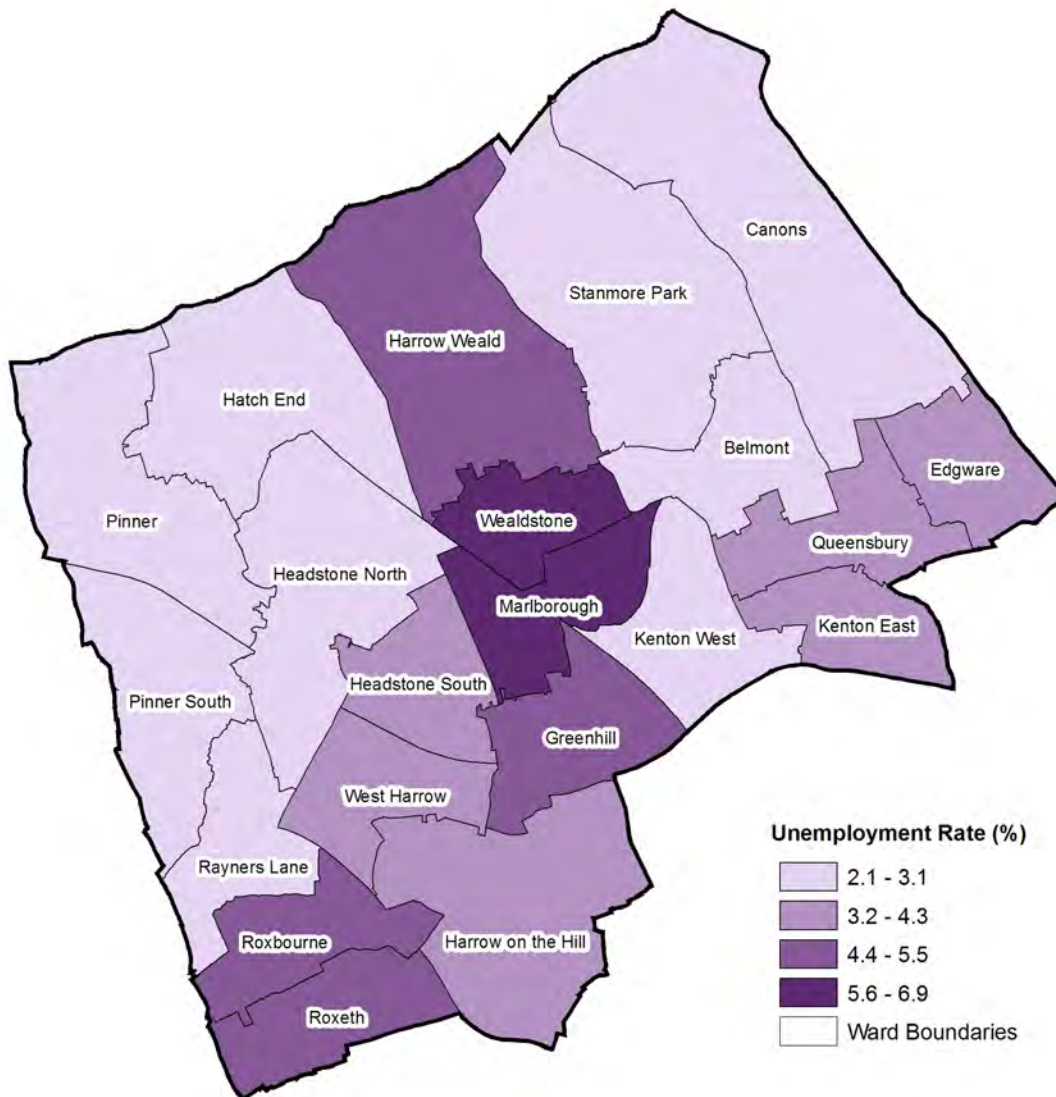 Canons
Stanmore Park
Harrow Weald
Hatch End
Belmont
Edgware
Pinner
Wealdstone
Queensbury
Headstone North
Marlborough
Kenton West
Kenton East
Headstone South
Pinner South
Greenhill
West Harrow
Rayners Lane
Roxbourne
Harrow on the Hill
Roxeth
Unemployment Rate (%)
2.1 - 3.1
3.2 - 4.3
4.4 - 5.5
5.6 - 6.9
Ward Boundaries